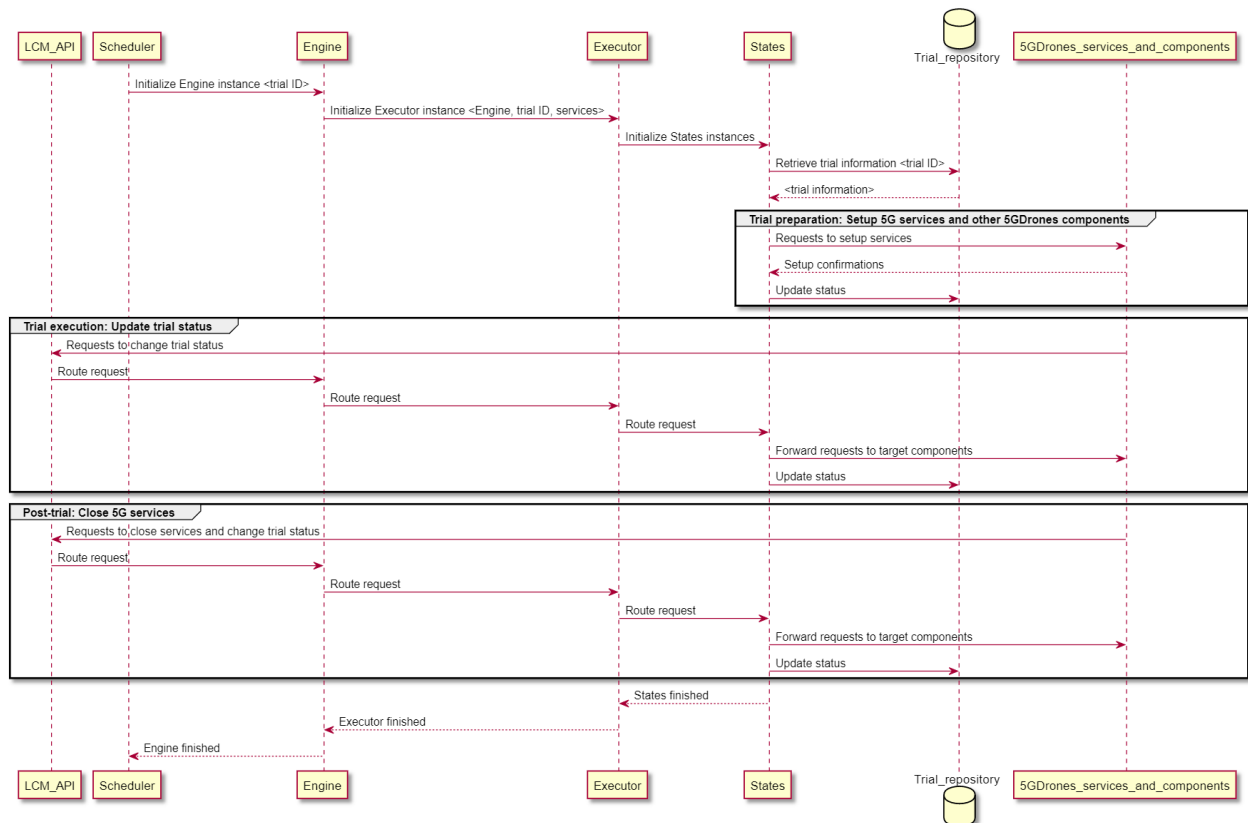 LCM_API
Scheduler
Engine
Executor
States
Trial_repository
5GDrones_services_and_components
Initialize Engine instance <trial ID>
Initialize Executor instance <Engine, trial ID, services>
Initialize States instances
Retrieve trial information <trial ID>
<trial information>
Trial preparation: Setup 5G services and other 5GDrones components
Requests to setup services
Setup confirmations
Update status
Trial execution: Update trial status
Requests to change trial status
Route request
Route request
Route request
Forward requests to target components
Update status
Post-trial: Close 5G services
Requests to close services and change trial status
Route request
Route request
Route request
Forward requests to target components
Update status
States finished
Executor finished
Engine finished
LCM_API
Scheduler
Engine
Executor
States
Trial_repository
5GDrones_services_and_components